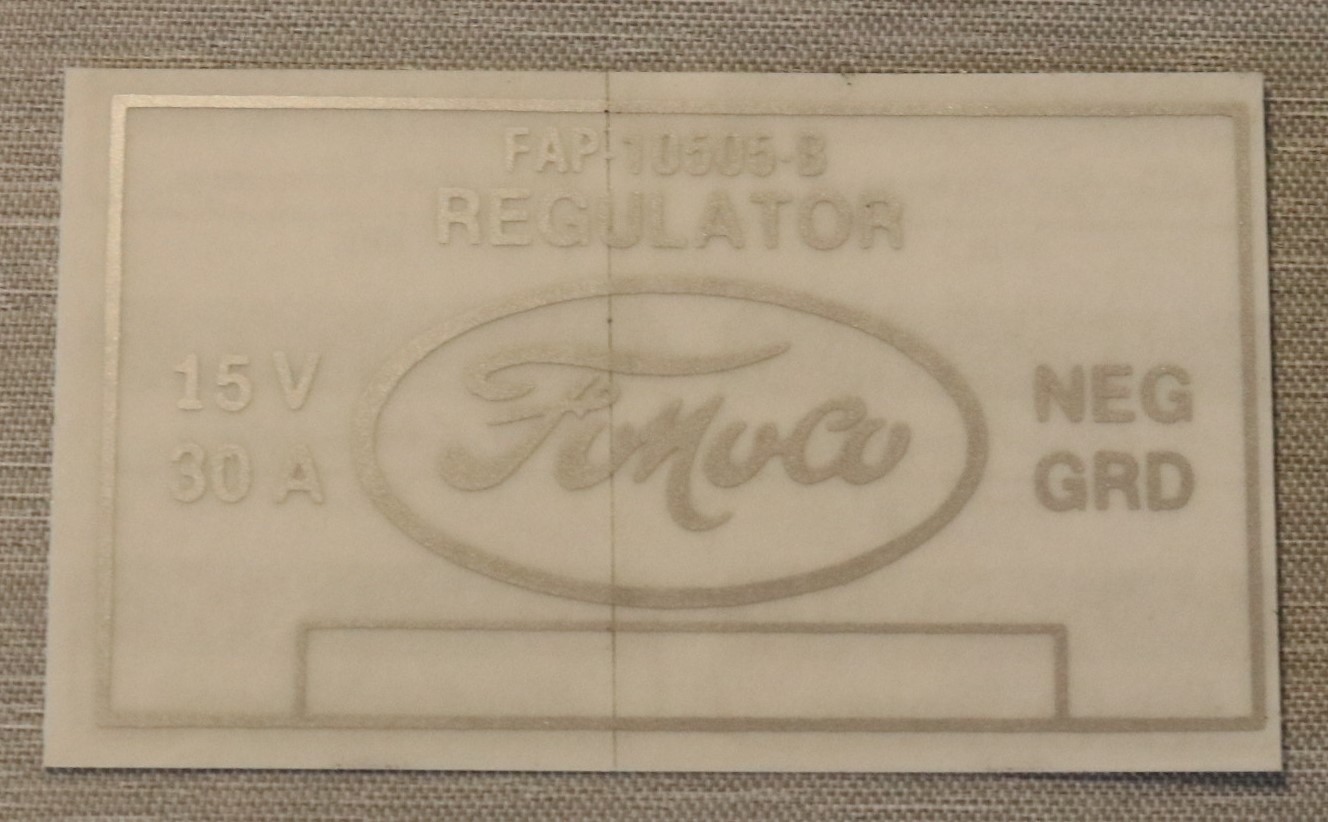 FAP-10505-B
REGULATOR
15 V
30 A
FoMoCo
NEG
GRD